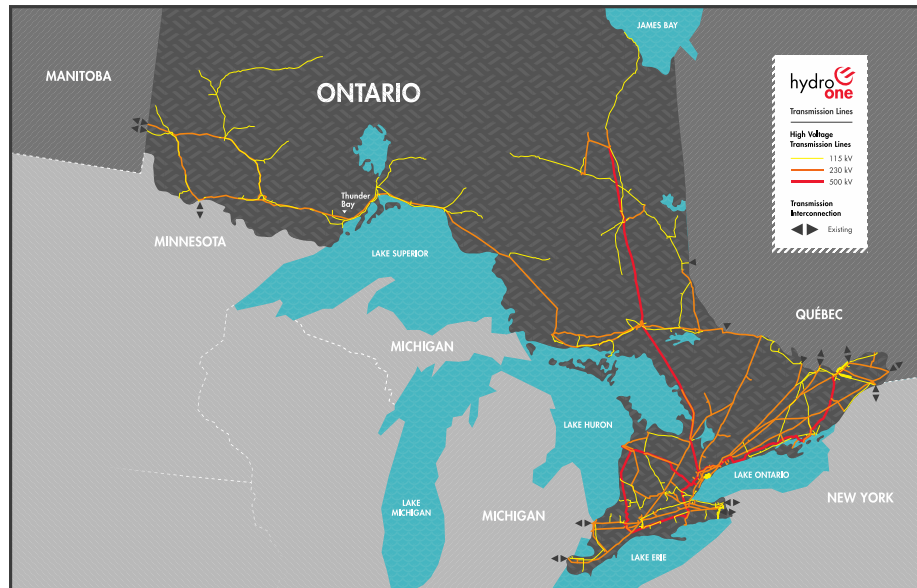 JAMES BAY
MANITOBA
ONTARIO
hydro
one
Transmission Lines
High Voltage
Transmission Lines
115 kV
230 kV
500 kV
Transmission
Interconnection
Existing
Thunder
Bay
MINNESOTA
LAKE SUPERIOR
QUÉBEC
MICHIGAN
LAKE HURON
LAKE ONTARIO
NEW YORK
LAKE
MICHIGAN
MICHIGAN
LAKE ERIE